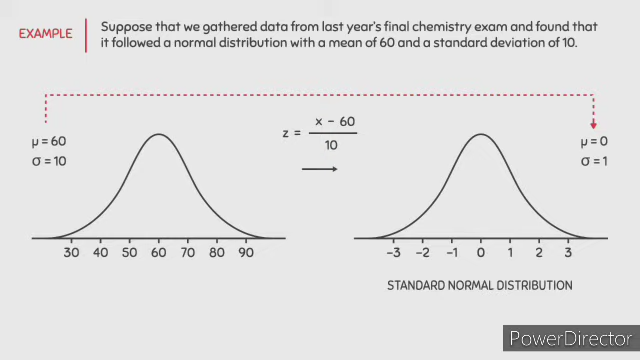 EXAMPLE
Suppose that we gathered data from last year's final chemistry exam and found that
it followed a normal distribution with a mean of 60 and a standard deviation of 10.
μ = 60
σ = 10
z = x - 60
10
μ = 0
σ = 1
30 40 50 60 70 80 90
-3 -2 -1 0 1 2 3
STANDARD NORMAL DISTRIBUTION
PowerDirector